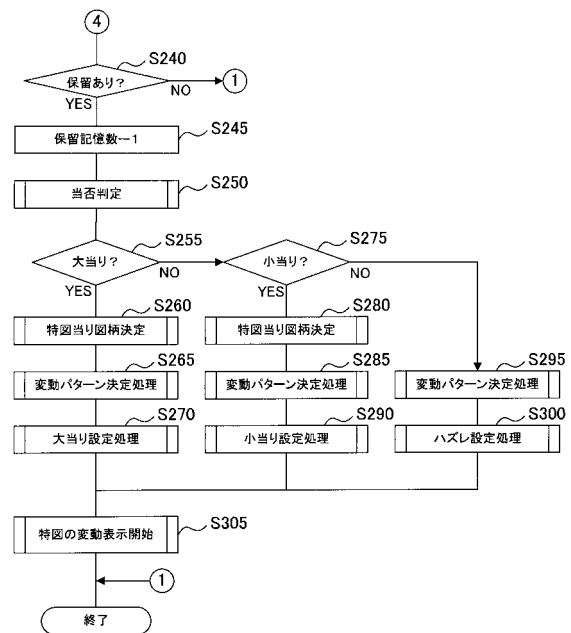 ④
S240
保留あり?
NO
①
YES
S245
保留記憶数-1
S250
当否判定
S255
大当り?
NO
YES
S275
小当り?
NO
YES
S260
特図当り図柄決定
S280
特図当り図柄決定
S265
変動パターン決定処理
S285
変動パターン決定処理
S295
変動パターン決定処理
S270
大当り設定処理
S290
小当り設定処理
S300
ハズレ設定処理
S305
特図の変動表示開始
①
終了